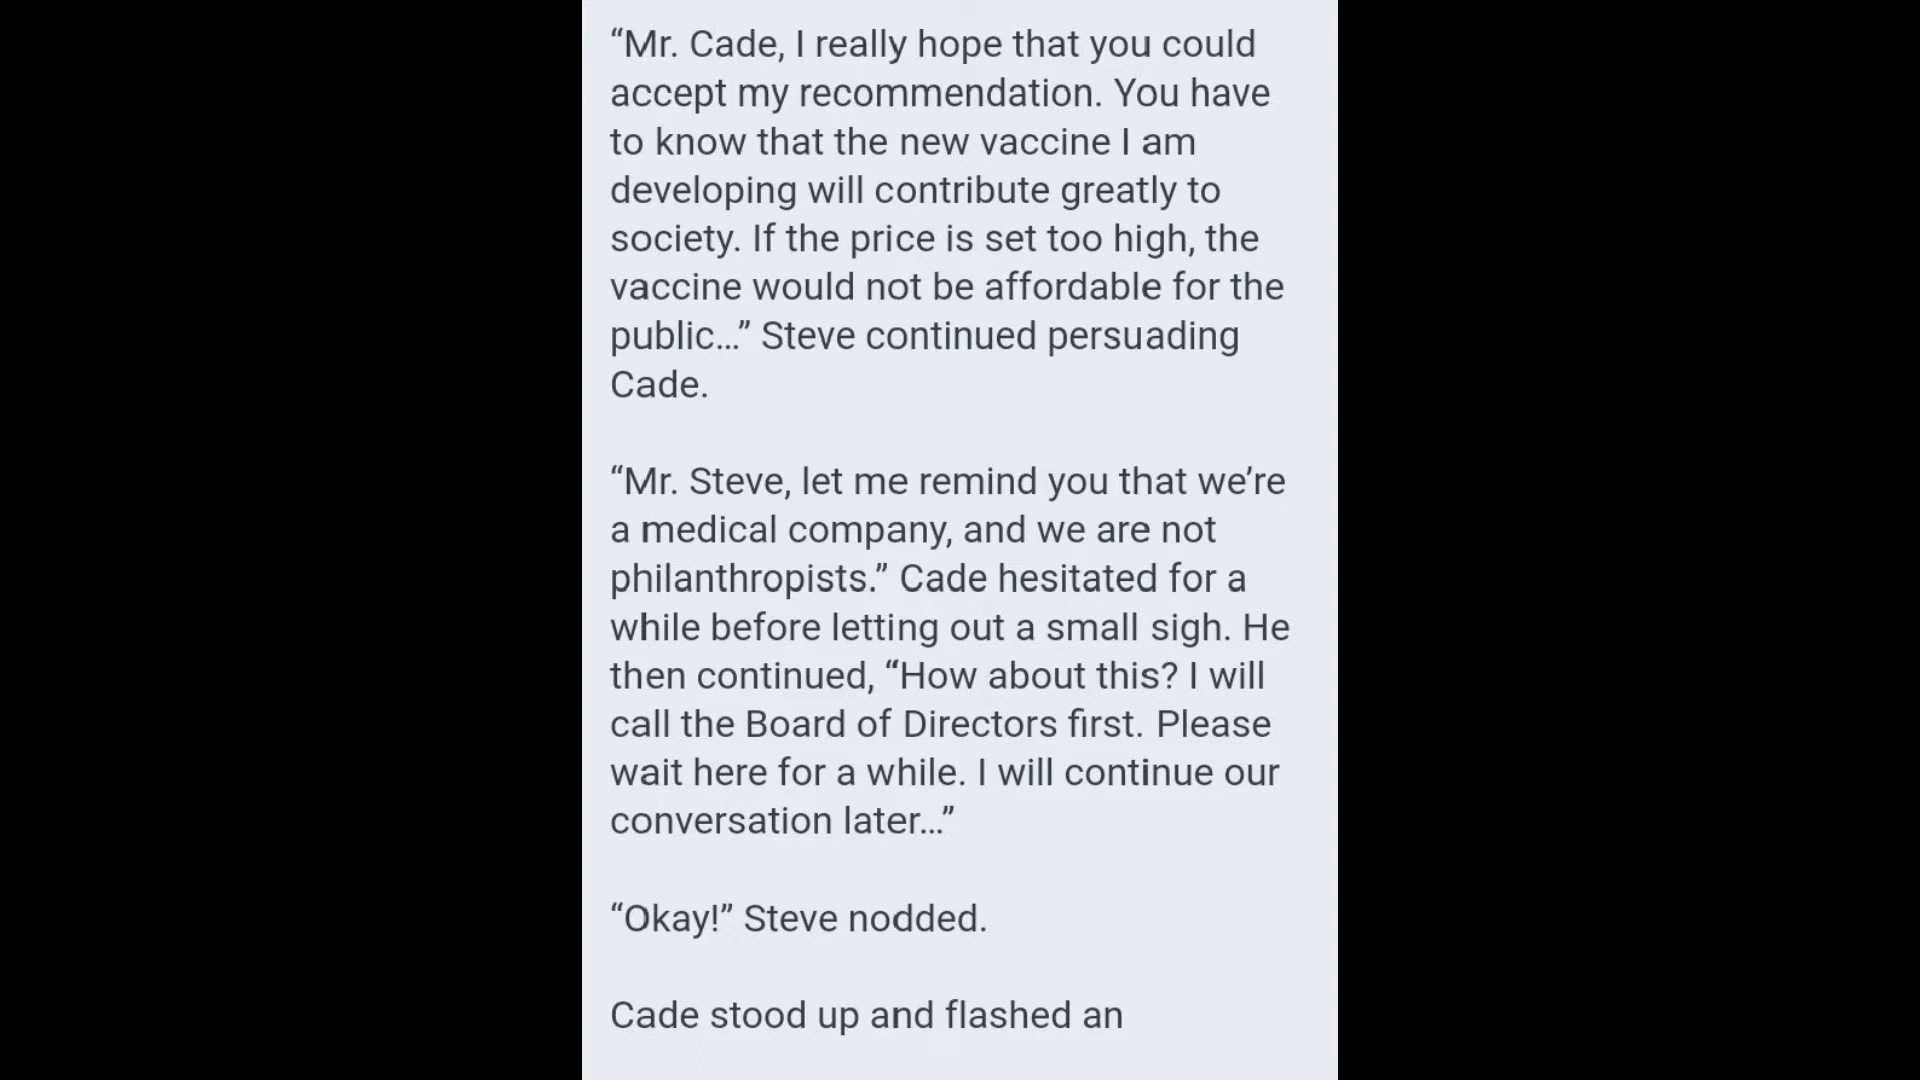 “Mr. Cade, I really hope that you could
accept my recommendation. You have
to know that the new vaccine I am
developing will contribute greatly to
society. If the price is set too high, the
vaccine would not be affordable for the
public…” Steve continued persuading
Cade.
“Mr. Steve, let me remind you that we’re
a medical company, and we are not
philanthropists.” Cade hesitated for a
while before letting out a small sigh. He
then continued, “How about this? I will
call the Board of Directors first. Please
wait here for a while. I will continue our
conversation later…”
“Okay!” Steve nodded.
Cade stood up and flashed an